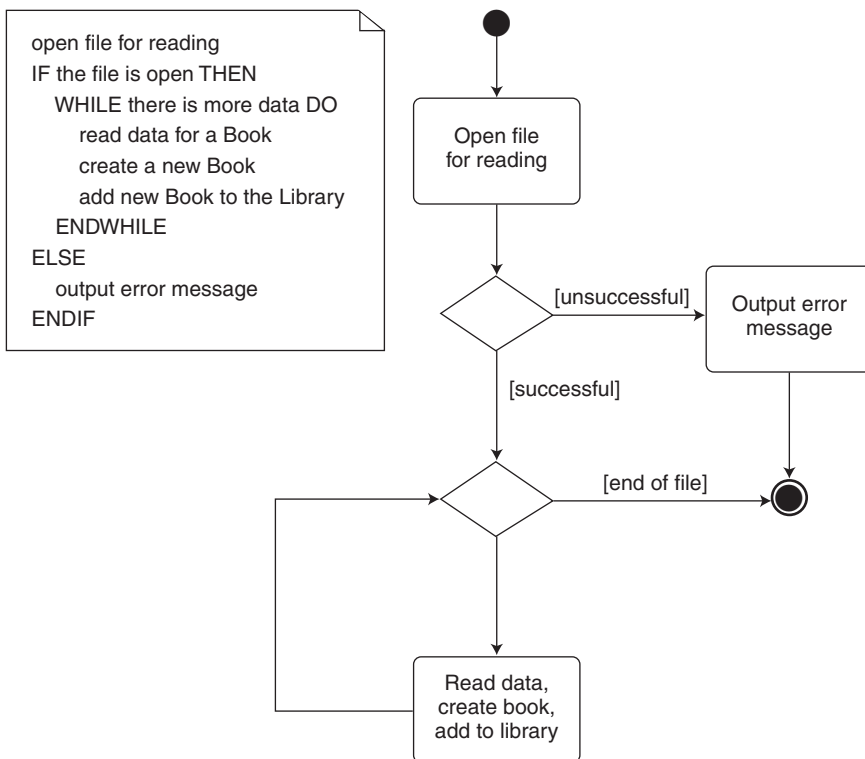 open file for reading
IF the file is open THEN
WHILE there is more data DO
read data for a Book
create a new Book
add new Book to the Library
ENDWHILE
ELSE
output error message
ENDIF
Open file
for reading
[unsuccessful]
Output error
message
[successful]
[end of file]
Read data,
create book,
add to library